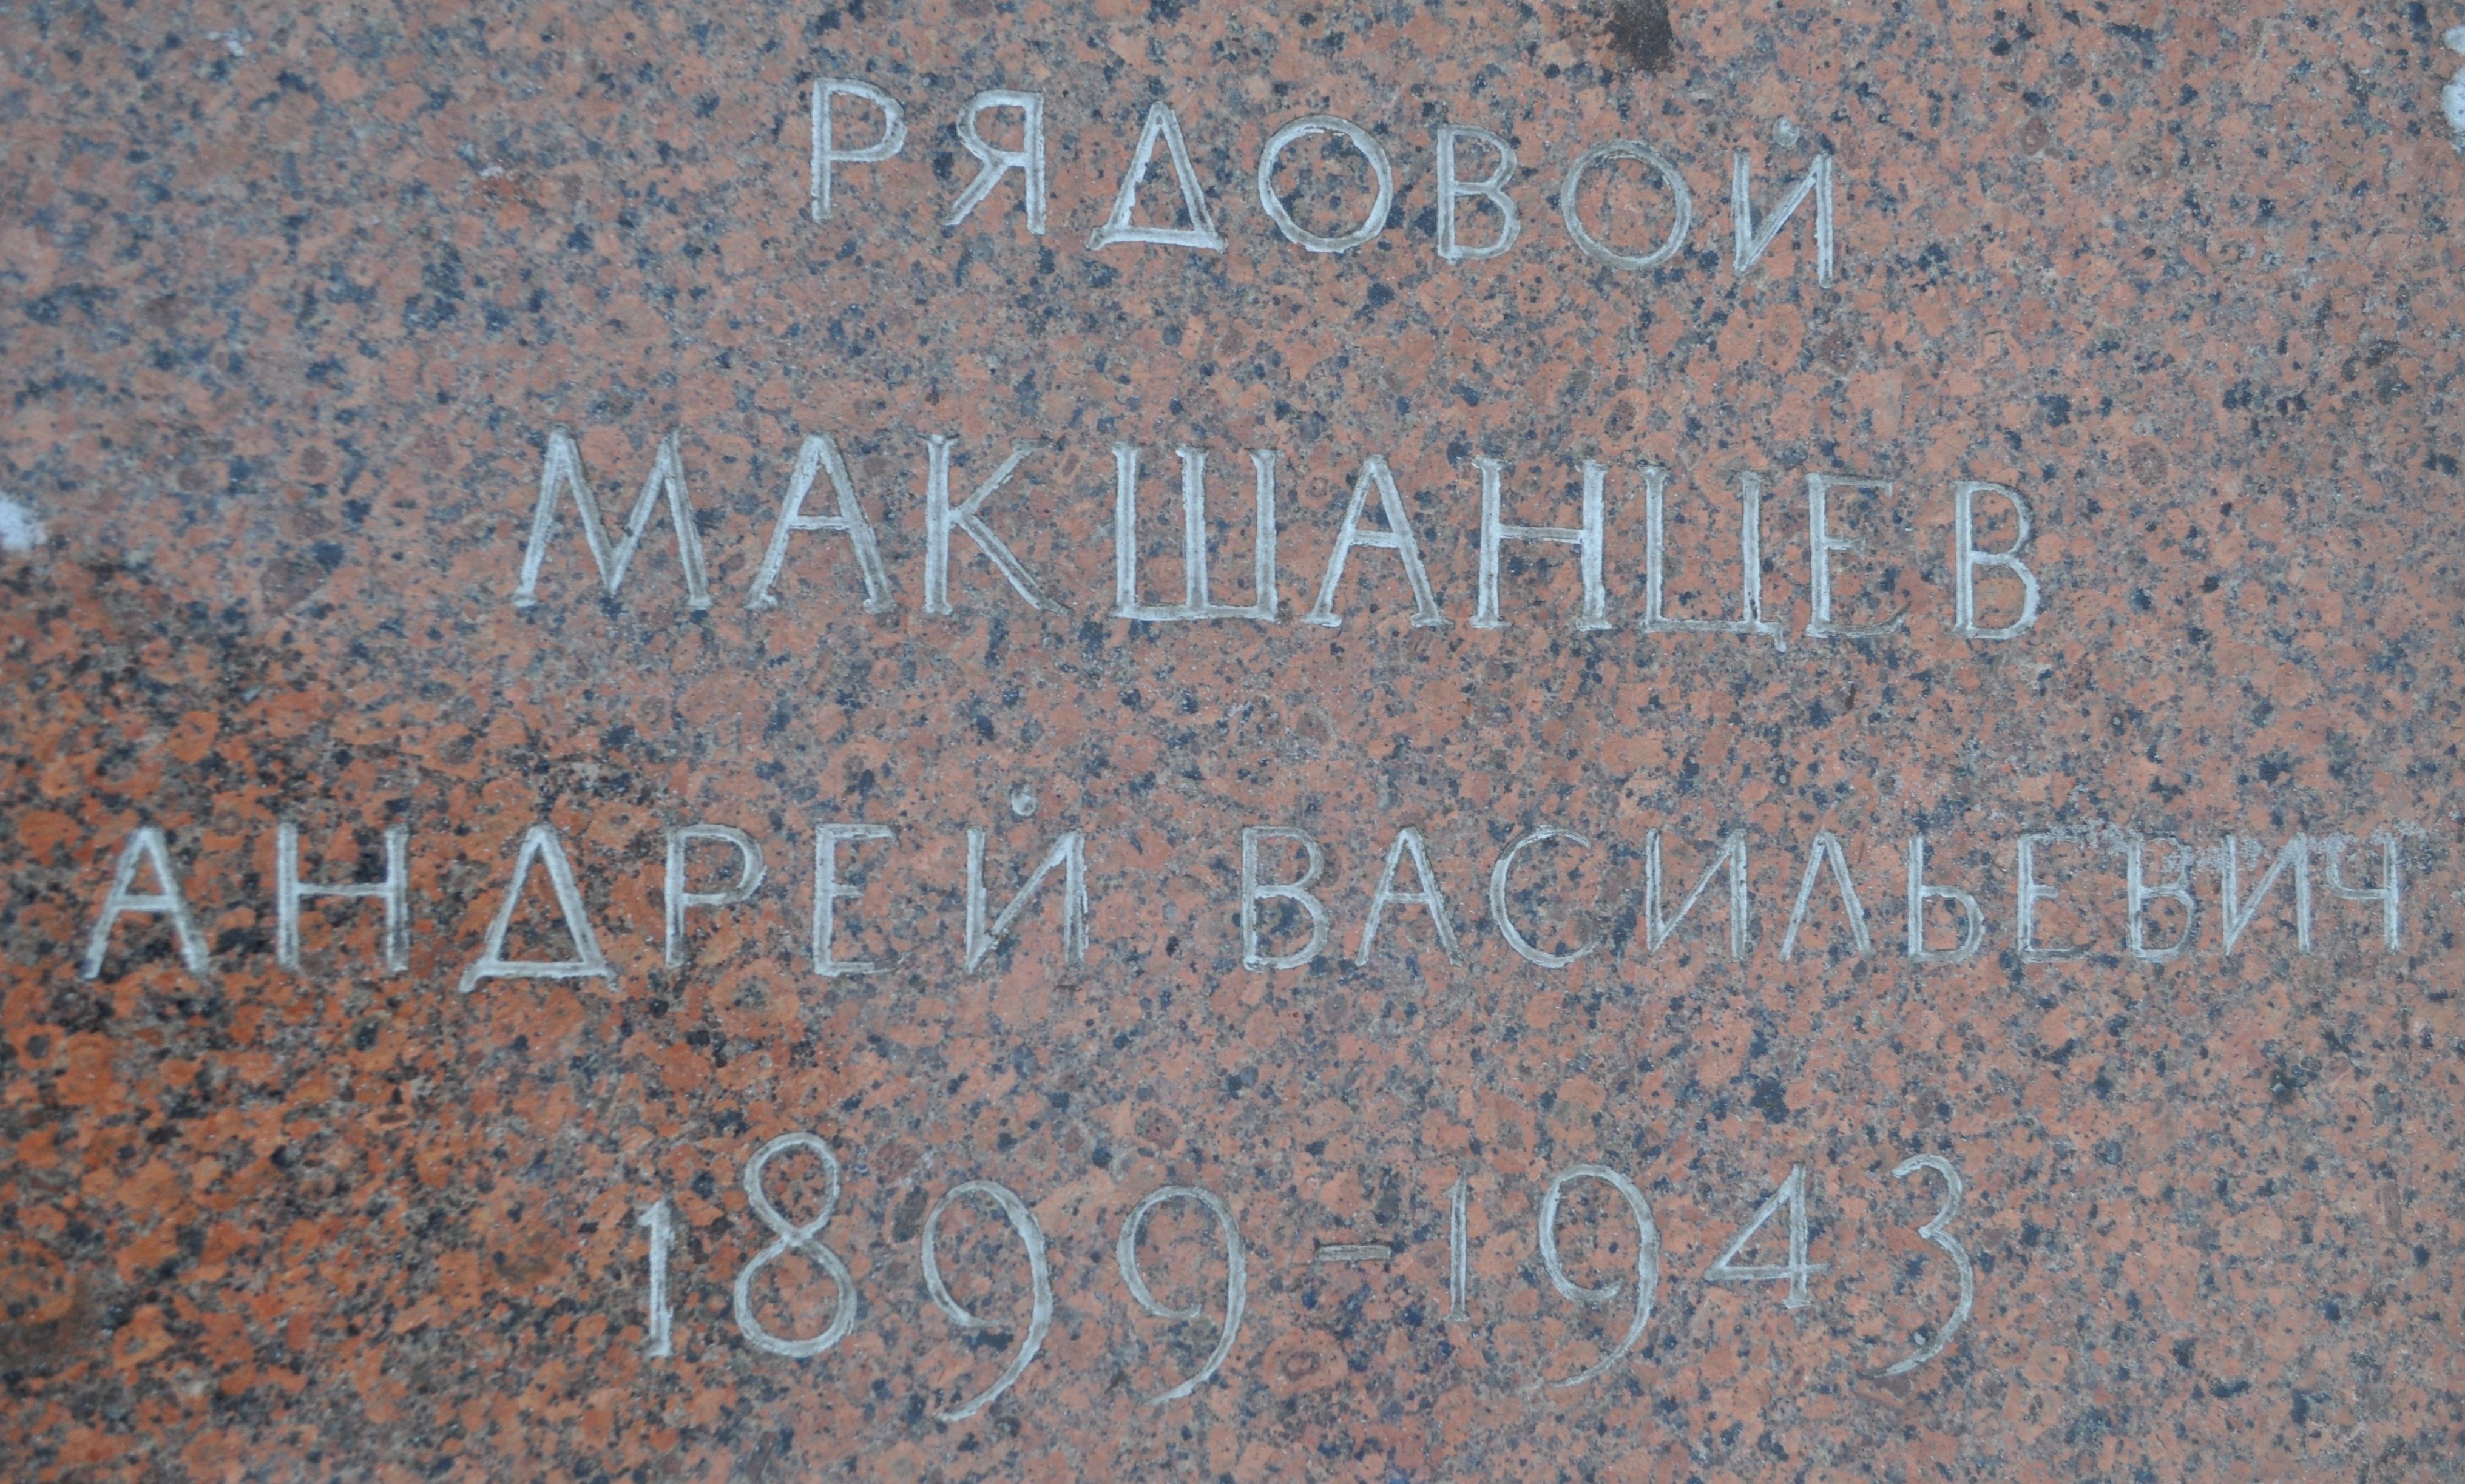 РЯДОВОЙ
МАКШАНЦЕВ
АНДРЕЙ ВАСИЛЬЕВИЧ
1899-1943